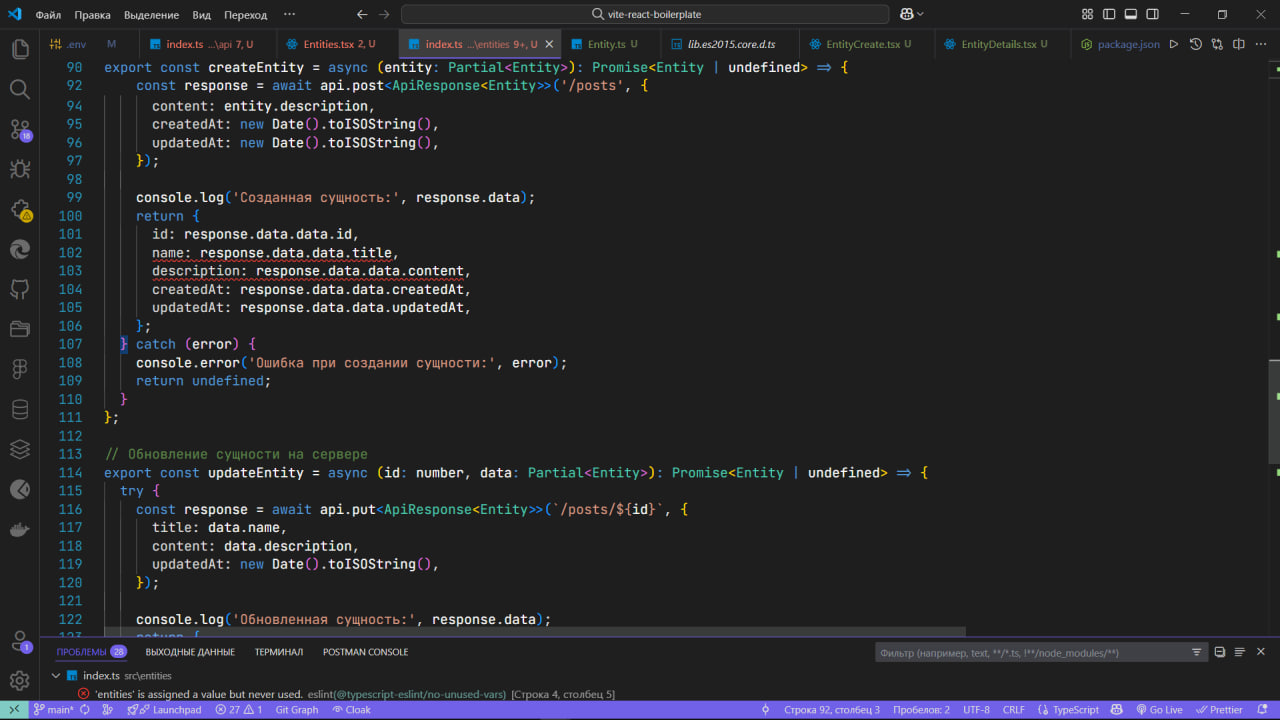 Файл Правка Выделение Вид Переход ··· vite-react-boilerplate
.env M index.ts ...\api 7, U Entities.tsx 2, U index.ts ...\entities 9+, U Entity.ts U lib.es2015.core.d.ts EntityCreate.tsx U EntityDetails.tsx U package.json
90 export const createEntity = async (entity: Partial<Entity>): Promise<Entity | undefined> => {
92 const response = await api.post<ApiResponse<Entity>>('/posts', {
94 content: entity.description,
95 createdAt: new Date().toISOString(),
96 updatedAt: new Date().toISOString(),
97 });
98
99 console.log('Созданная сущность:', response.data);
100 return {
101 id: response.data.data.id,
102 name: response.data.data.title,
103 description: response.data.data.content,
104 createdAt: response.data.data.createdAt,
105 updatedAt: response.data.data.updatedAt,
106 };
107 } catch (error) {
108 console.error('Ошибка при создании сущности:', error);
109 return undefined;
110 }
111 };
112
113 // Обновление сущности на сервере
114 export const updateEntity = async (id: number, data: Partial<Entity>): Promise<Entity | undefined> => {
115 try {
116 const response = await api.put<ApiResponse<Entity>>(`/posts/${id}`, {
117 title: data.name,
118 content: data.description,
119 updatedAt: new Date().toISOString(),
120 });
121
122 console.log('Обновленная сущность:', response.data);
123 return {
16
1
ПРОБЛЕМЫ 28 ВЫХОДНЫЕ ДАННЫЕ ТЕРМИНАЛ POSTMAN CONSOLE Фильтр (например, text, **/*.ts, !**/node_modules/**)
index.ts src\entities
'entities' is assigned a value but never used. eslint(@typescript-eslint/no-unused-vars) [Строка 4, столбец 5]
main* Launchpad 27 1 Git Graph Cloak Строка 92, столбец 3 Пробелов: 2 UTF-8 CRLF TypeScript Go Live Prettier